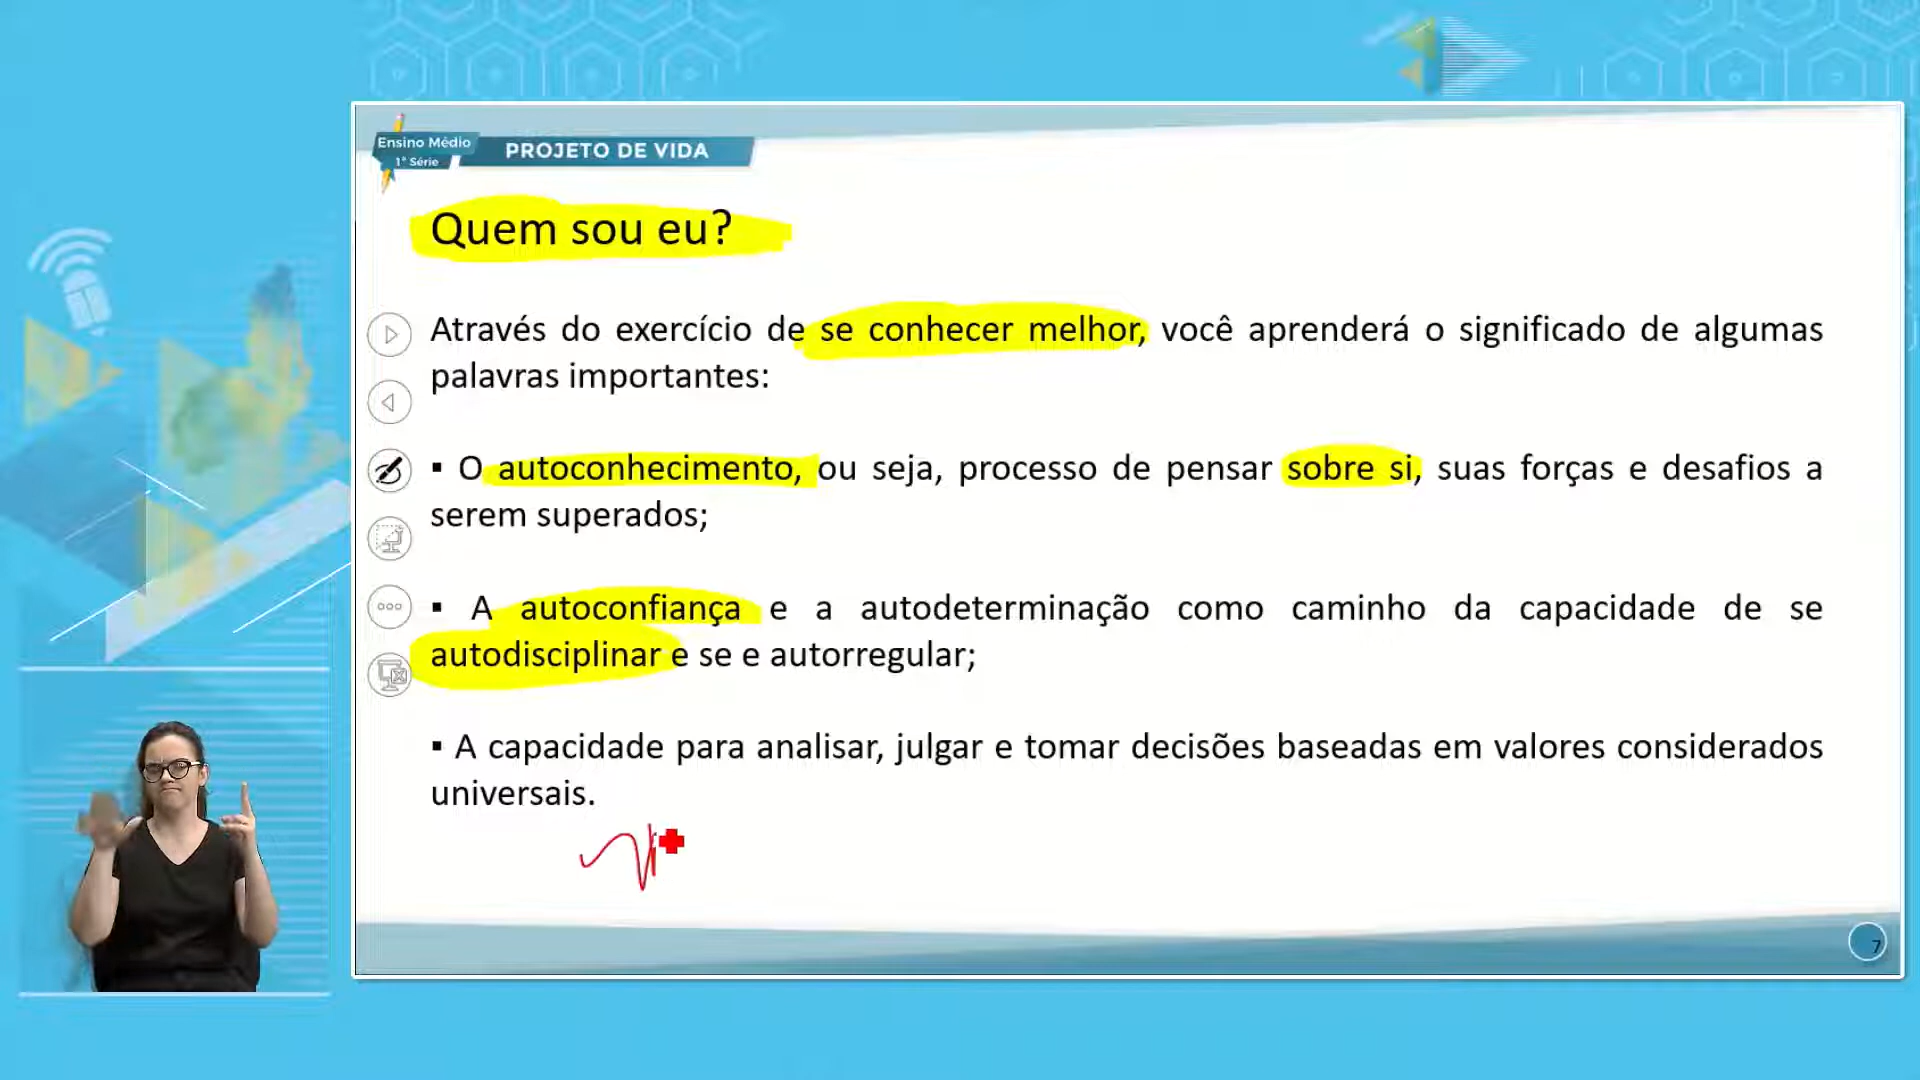 Ensino Médio
1ª Série
PROJETO DE VIDA
Quem sou eu?
Através do exercício de se conhecer melhor, você aprenderá o significado de algumas
palavras importantes:
▪ O autoconhecimento, ou seja, processo de pensar sobre si, suas forças e desafios a
serem superados;
▪ A autoconfiança e a autodeterminação como caminho da capacidade de se
autodisciplinar e se e autorregular;
▪ A capacidade para analisar, julgar e tomar decisões baseadas em valores considerados
universais.
7